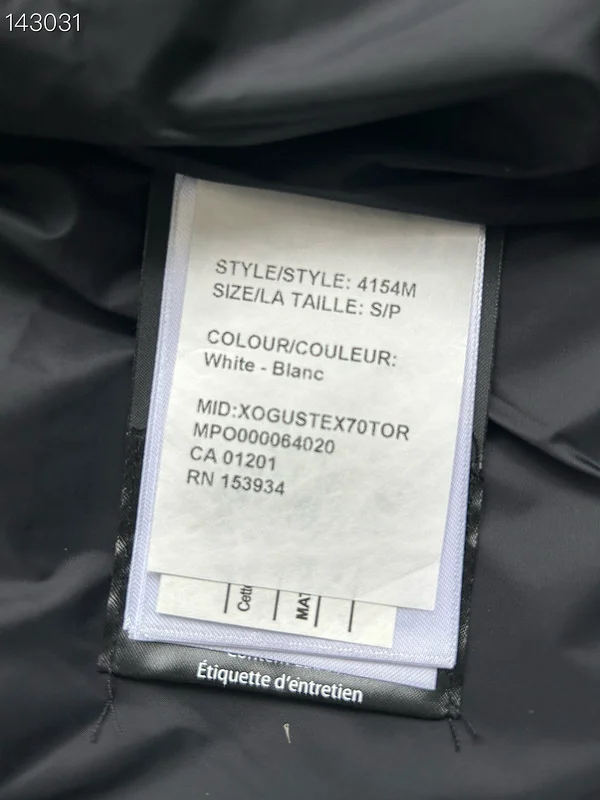 143031
STYLE/STYLE: 4154M
SIZE/LA TAILLE: S/P
COLOUR/COULEUR:
White - Blanc
MID:XOGUSTEX70TOR
MPO000064020
CA 01201
RN 153934
Étiquette d'entretien